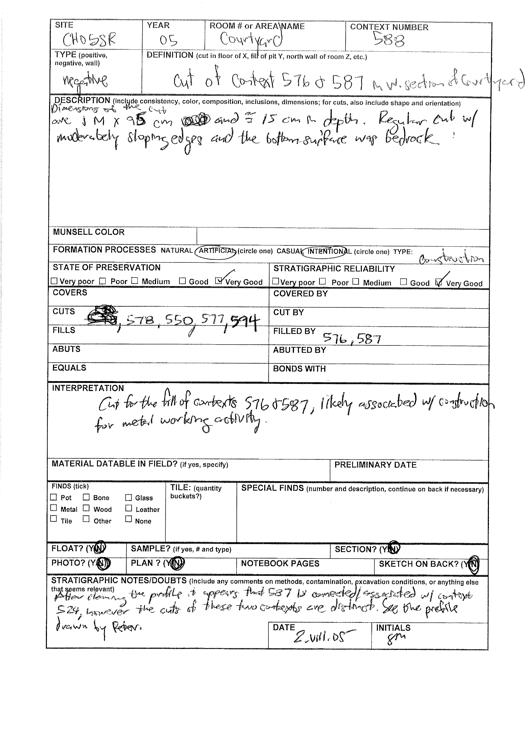 SITE YEAR ROOM # or AREA/NAME CONTEXT NUMBER
CH05SR 05 Courtyard 588
TYPE (positive, negative, wall) DEFINITION (cut in floor of X, fill of pit Y, north wall of room Z, etc.)
negative Cut of Context 576 & 587 in W. section of Courtyard
DESCRIPTION (include consistency, color, composition, inclusions, dimensions; for cuts, also include shape and orientation)
Dimensions of the cut
are 1 M X 95 cm and ≈ 15 cm in depth. Regular cut w/
moderately sloping edges and the bottom surface was bedrock.
MUNSELL COLOR
FORMATION PROCESSES NATURAL / ARTIFICIAL (circle one) CASUAL / INTENTIONAL (circle one) TYPE: Construction
STATE OF PRESERVATION STRATIGRAPHIC RELIABILITY
☐ Very poor ☐ Poor ☐ Medium ☐ Good ☑ Very Good ☐ Very poor ☐ Poor ☐ Medium ☐ Good ☑ Very Good
COVERS COVERED BY
CUTS , 578, 550, 577, 594 CUT BY
FILLS FILLED BY 576, 587
ABUTS ABUTTED BY
EQUALS BONDS WITH
INTERPRETATION
Cut for the fill of contexts 576 & 587, likely associated w/ construction
for metal working activity.
MATERIAL DATABLE IN FIELD? (if yes, specify) PRELIMINARY DATE
FINDS (tick) TILE: (quantity buckets?) SPECIAL FINDS (number and description, continue on back if necessary)
☐ Pot ☐ Bone ☐ Glass
☐ Metal ☐ Wood ☐ Leather
☐ Tile ☐ Other ☐ None
FLOAT? (Y/N) SAMPLE? (if yes, # and type) SECTION? (Y/N)
PHOTO? (Y/N) PLAN ? (Y/N) NOTEBOOK PAGES SKETCH ON BACK? (Y/N)
STRATIGRAPHIC NOTES/DOUBTS (Include any comments on methods, contamination, excavation conditions, or anything else
that seems relevant)
After cleaning the profile it appears that 587 is connected/associated w/ context
524, however the cuts of these two contexts are distinct. See the profile
drawn by
DATE INITIALS
2.viii.05 gm